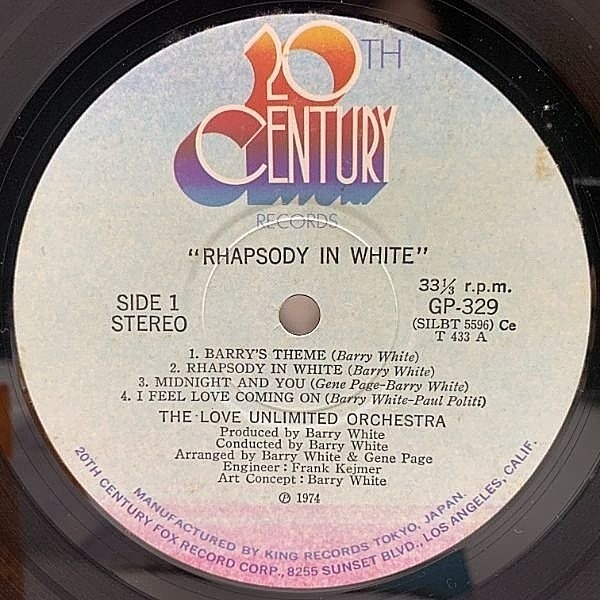 20TH
CENTURY
RECORDS
"RHAPSODY IN WHITE"
SIDE 1
STEREO
33⅓ r.p.m.
GP-329
(SILBT 5596) Ce
T 433 A
1. BARRY'S THEME (Barry White)
2. RHAPSODY IN WHITE (Barry White)
3. MIDNIGHT AND YOU (Gene Page-Barry White)
4. I FEEL LOVE COMING ON (Barry White-Paul Politi)
THE LOVE UNLIMITED ORCHESTRA
Produced by Barry White
Conducted by Barry White
Arranged by Barry White & Gene Page
Engineer: Frank Kejmer
Art Concept: Barry White
℗ 1974
MANUFACTURED BY KING RECORDS TOKYO, JAPAN.
20TH CENTURY FOX RECORD CORP., 8255 SUNSET BLVD., LOS ANGELES, CALIF.